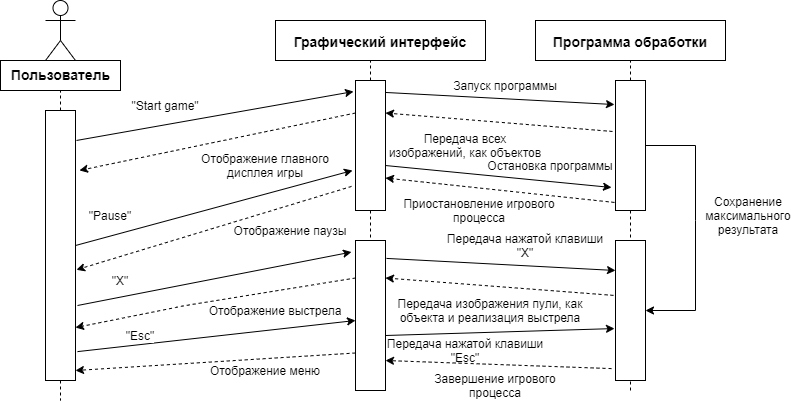 Графический интерфейс
Программа обработки
Пользователь
Запуск программы
"Start game"
Передача всех
изображений, как объектов
Отображение главного
дисплея игры
Остановка программы
Сохранение
максимального
результата
Приостановление игрового
процесса
"Pause"
Отображение паузы
Передача нажатой клавиши
"X"
"X"
Передача изображения пули, как
объекта и реализация выстрела
Отображение выстрела
"Esc"
Передача нажатой клавиши
"Esc"
Отображение меню
Завершение игрового
процесса